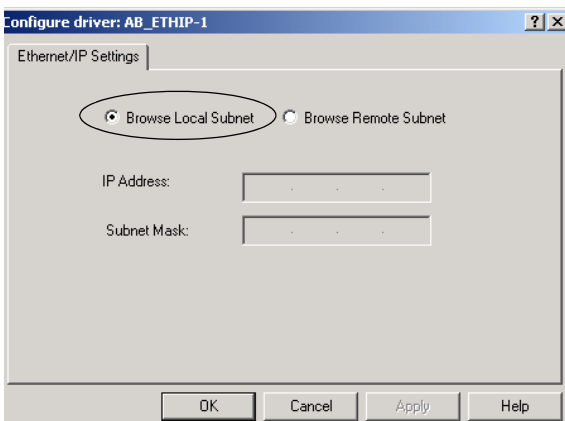 Configure driver: AB_ETHIP-1 ? ×
Ethernet/IP Settings
Browse Local Subnet Browse Remote Subnet
IP Address: . . .
Subnet Mask: . . .
OK Cancel Apply Help